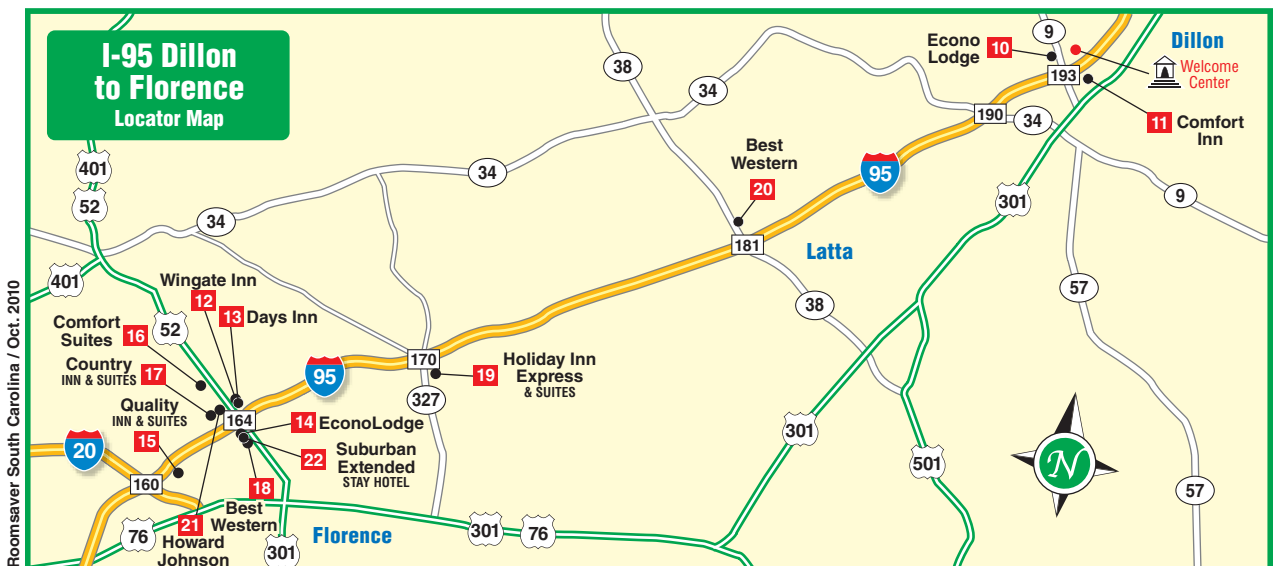 I-95 Dillon
to Florence
Locator Map
9
Dillon
Econo
Lodge
10
193
Welcome
Center
38
34
190
34
11
Comfort
Inn
401
52
34
Best
Western
20
95
301
9
34
181
Latta
401
Wingate Inn
12
13
Days Inn
38
57
Comfort
Suites
16
52
Country
INN & SUITES
17
95
170
19
Holiday Inn
Express
& SUITES
Quality
INN & SUITES
15
164
14
EconoLodge
327
301
20
22
Suburban
Extended
STAY HOTEL
501
N
160
18
Best
Western
57
76
21
Howard
Johnson
301
Florence
301
76
Roomsaver South Carolina / Oct. 2010